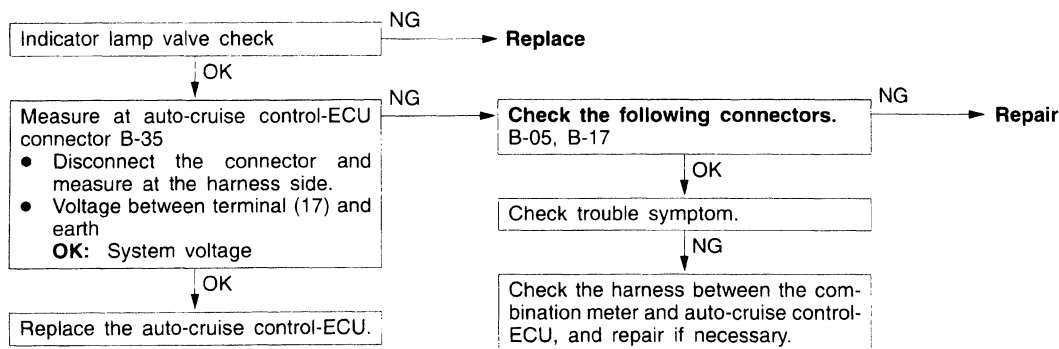 Indicator lamp valve check
NG
Replace
OK
Measure at auto-cruise control-ECU
connector B-35
● Disconnect the connector and
measure at the harness side.
● Voltage between terminal (17) and
earth
OK: System voltage
NG
Check the following connectors.
B-05, B-17
NG
Repair
OK
Check trouble symptom.
NG
Check the harness between the com-
bination meter and auto-cruise control-
ECU, and repair if necessary.
OK
Replace the auto-cruise control-ECU.